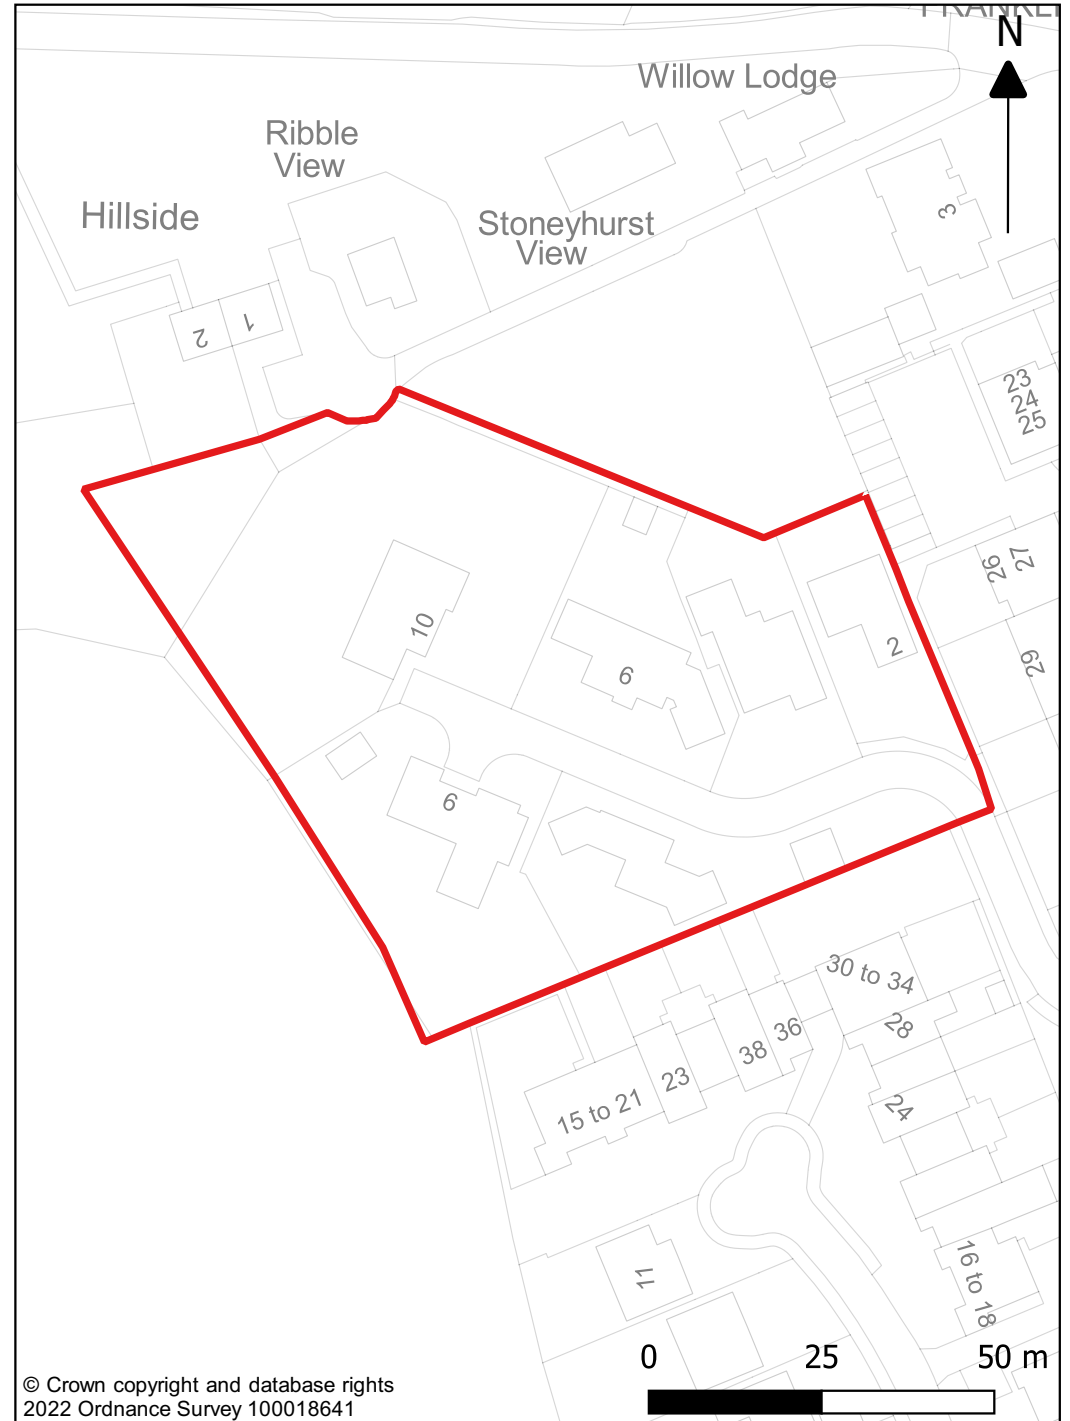 N
Willow Lodge
Ribble
View
Hillside
Stoneyhurst
View
3
2
1
23
24
25
26
27
29
10
6
2
6
30 to 34
28
36
38
23
15 to 21
24
11
16 to 18
0 25 50 m
© Crown copyright and database rights
2022 Ordnance Survey 100018641